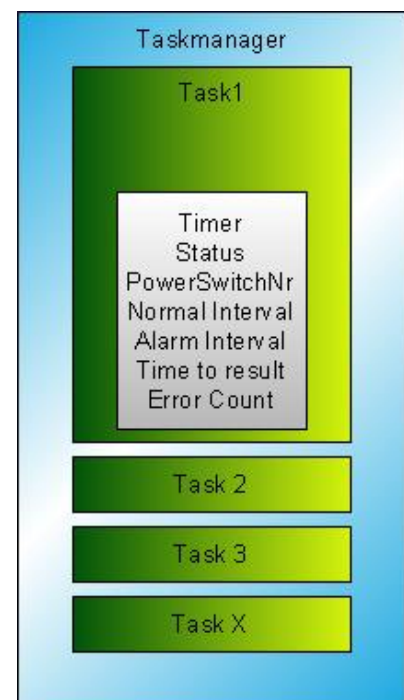 Taskmanager
Task1
Timer
Status
PowerSwitchNr
Normal Interval
Alarm Interval
Time to result
Error Count
Task 2
Task 3
Task X